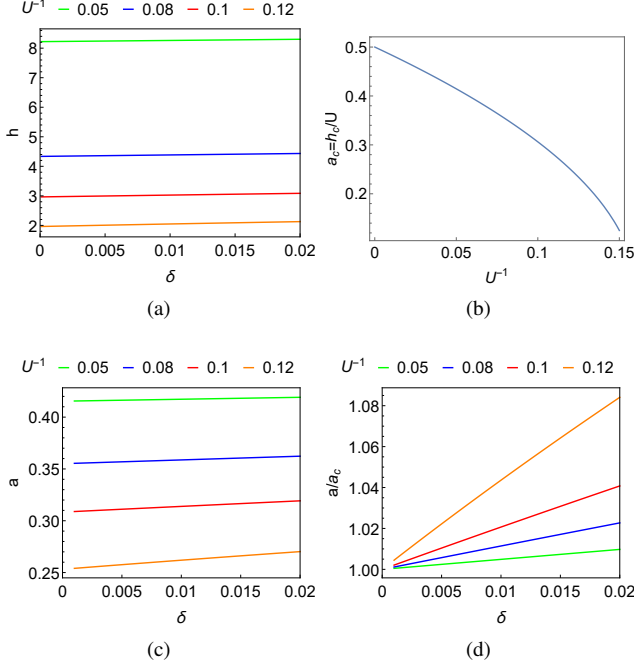 U⁻¹ 0.05 0.08 0.1 0.12
8
7
6
5
4
3
2
h
0 0.005 0.01 0.015 0.02
δ
(a)
0.5
0.4
0.3
0.2
a_c=h_c/U
0 0.05 0.1 0.15
U⁻¹
(b)
U⁻¹ 0.05 0.08 0.1 0.12
0.40
0.35
0.30
0.25
a
0 0.005 0.01 0.015 0.02
δ
(c)
U⁻¹ 0.05 0.08 0.1 0.12
1.08
1.06
1.04
1.02
1.00
a/a_c
0 0.005 0.01 0.015 0.02
δ
(d)